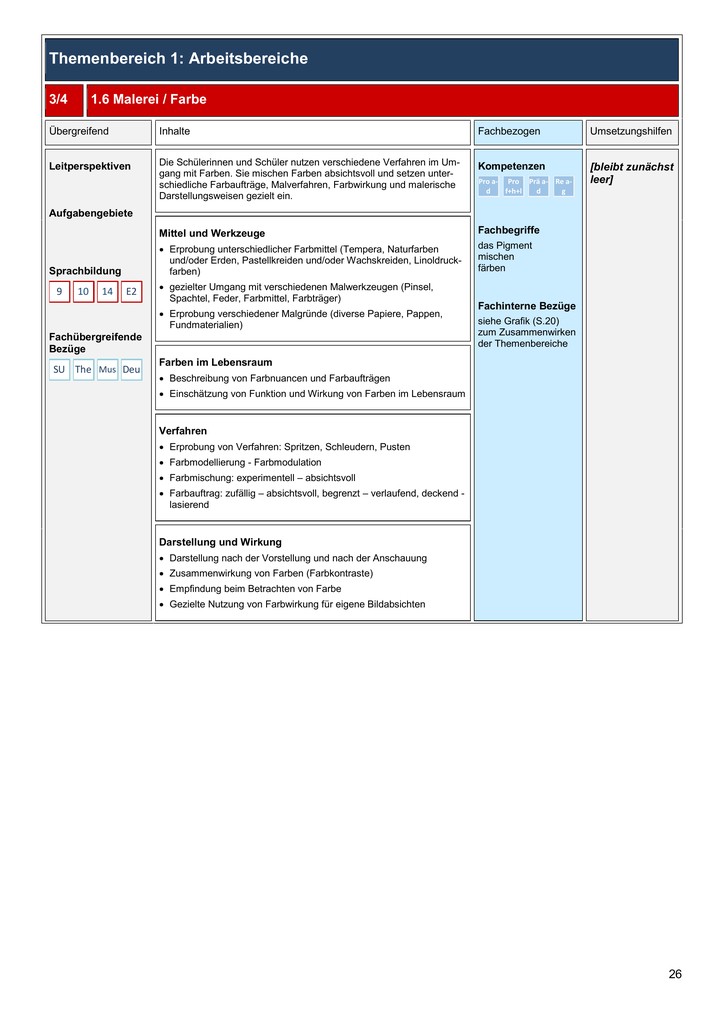 Themenbereich 1: Arbeitsbereiche
3/4 1.6 Malerei / Farbe
Übergreifend Inhalte Fachbezogen Umsetzungshilfen
Leitperspektiven
Aufgabengebiete
Sprachbildung
9 10 14 E2
Fachübergreifende
Bezüge
SU The Mus Deu
Die Schülerinnen und Schüler nutzen verschiedene Verfahren im Um-
gang mit Farben. Sie mischen Farben absichtsvoll und setzen unter-
schiedliche Farbaufträge, Malverfahren, Farbwirkung und malerische
Darstellungsweisen gezielt ein.
Mittel und Werkzeuge
• Erprobung unterschiedlicher Farbmittel (Tempera, Naturfarben
und/oder Erden, Pastellkreiden und/oder Wachskreiden, Linoldruck-
farben)
• gezielter Umgang mit verschiedenen Malwerkzeugen (Pinsel,
Spachtel, Feder, Farbmittel, Farbträger)
• Erprobung verschiedener Malgründe (diverse Papiere, Pappen,
Fundmaterialien)
Farben im Lebensraum
• Beschreibung von Farbnuancen und Farbaufträgen
• Einschätzung von Funktion und Wirkung von Farben im Lebensraum
Verfahren
• Erprobung von Verfahren: Spritzen, Schleudern, Pusten
• Farbmodellierung - Farbmodulation
• Farbmischung: experimentell – absichtsvoll
• Farbauftrag: zufällig – absichtsvoll, begrenzt – verlaufend, deckend -
lasierend
Darstellung und Wirkung
• Darstellung nach der Vorstellung und nach der Anschauung
• Zusammenwirkung von Farben (Farbkontraste)
• Empfindung beim Betrachten von Farbe
• Gezielte Nutzung von Farbwirkung für eigene Bildabsichten
Kompetenzen
Pro a-
d
Pro
f+h+i
Prä a-
d
Re a-
g
Fachbegriffe
das Pigment
mischen
färben
Fachinterne Bezüge
siehe Grafik (S.20)
zum Zusammenwirken
der Themenbereiche
[bleibt zunächst
leer]
26